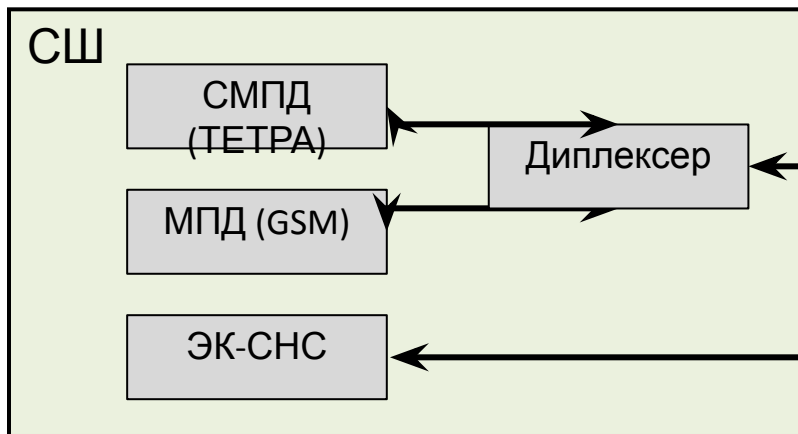 СШ
СМПД
(ТЕТРА)
Диплексер
МПД (GSM)
ЭК-СНС